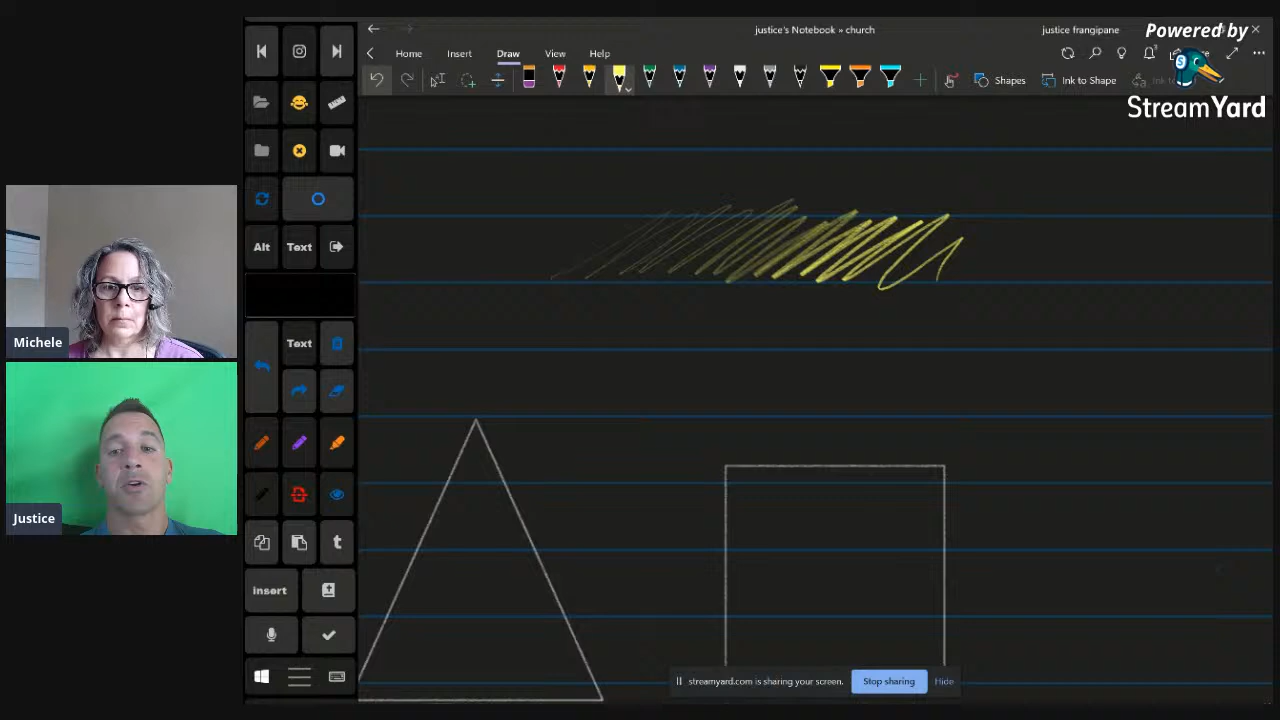 justice's Notebook » church
justice frangipane
Powered by
StreamYard
Home
Insert
Draw
View
Help
Shapes
Ink to Shape
Alt
Text
Text
t
insert
Michele
Justice
streamyard.com is sharing your screen.
Stop sharing
Hide